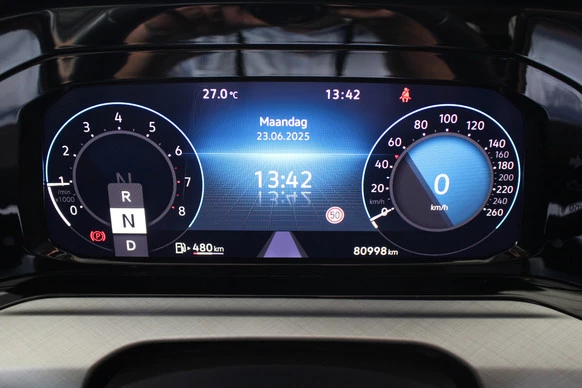 27.0 °C 13:42
Maandag
23.06.2025
13:42
50
0 1 2 3 4 5 6 7 8
/min
x1000
N
R
N
D
(P)
480 km
0 20 40 60 80 100 120 140 160 180 200 220 240 260
km/h
0
km/h
80998 km